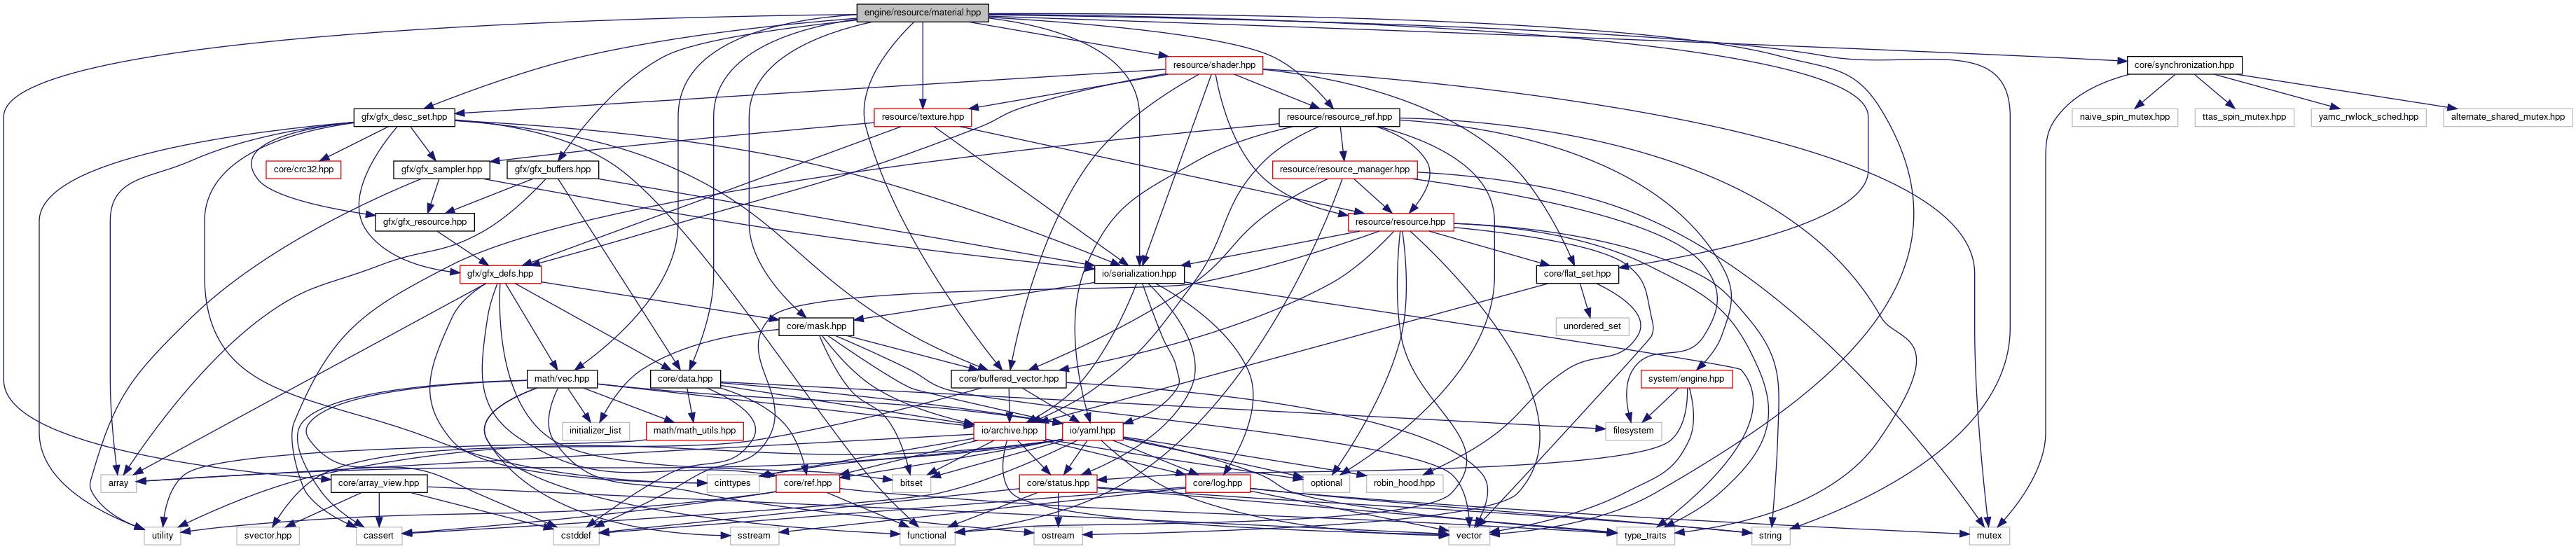 engine/resource/material.hpp
resource/shader.hpp
core/synchronization.hpp
gfx/gfx_desc_set.hpp
resource/texture.hpp
resource/resource_ref.hpp
naive_spin_mutex.hpp
ttas_spin_mutex.hpp
yamc_rwlock_sched.hpp
alternate_shared_mutex.hpp
core/crc32.hpp
gfx/gfx_sampler.hpp
gfx/gfx_buffers.hpp
resource/resource_manager.hpp
gfx/gfx_resource.hpp
resource/resource.hpp
gfx/gfx_defs.hpp
io/serialization.hpp
core/flat_set.hpp
core/mask.hpp
unordered_set
math/vec.hpp
core/data.hpp
core/buffered_vector.hpp
system/engine.hpp
initializer_list
math/math_utils.hpp
io/archive.hpp
io/yaml.hpp
filesystem
array
core/array_view.hpp
cinttypes
core/ref.hpp
bitset
core/status.hpp
core/log.hpp
optional
robin_hood.hpp
utility
svector.hpp
cassert
cstddef
sstream
functional
ostream
vector
type_traits
string
mutex